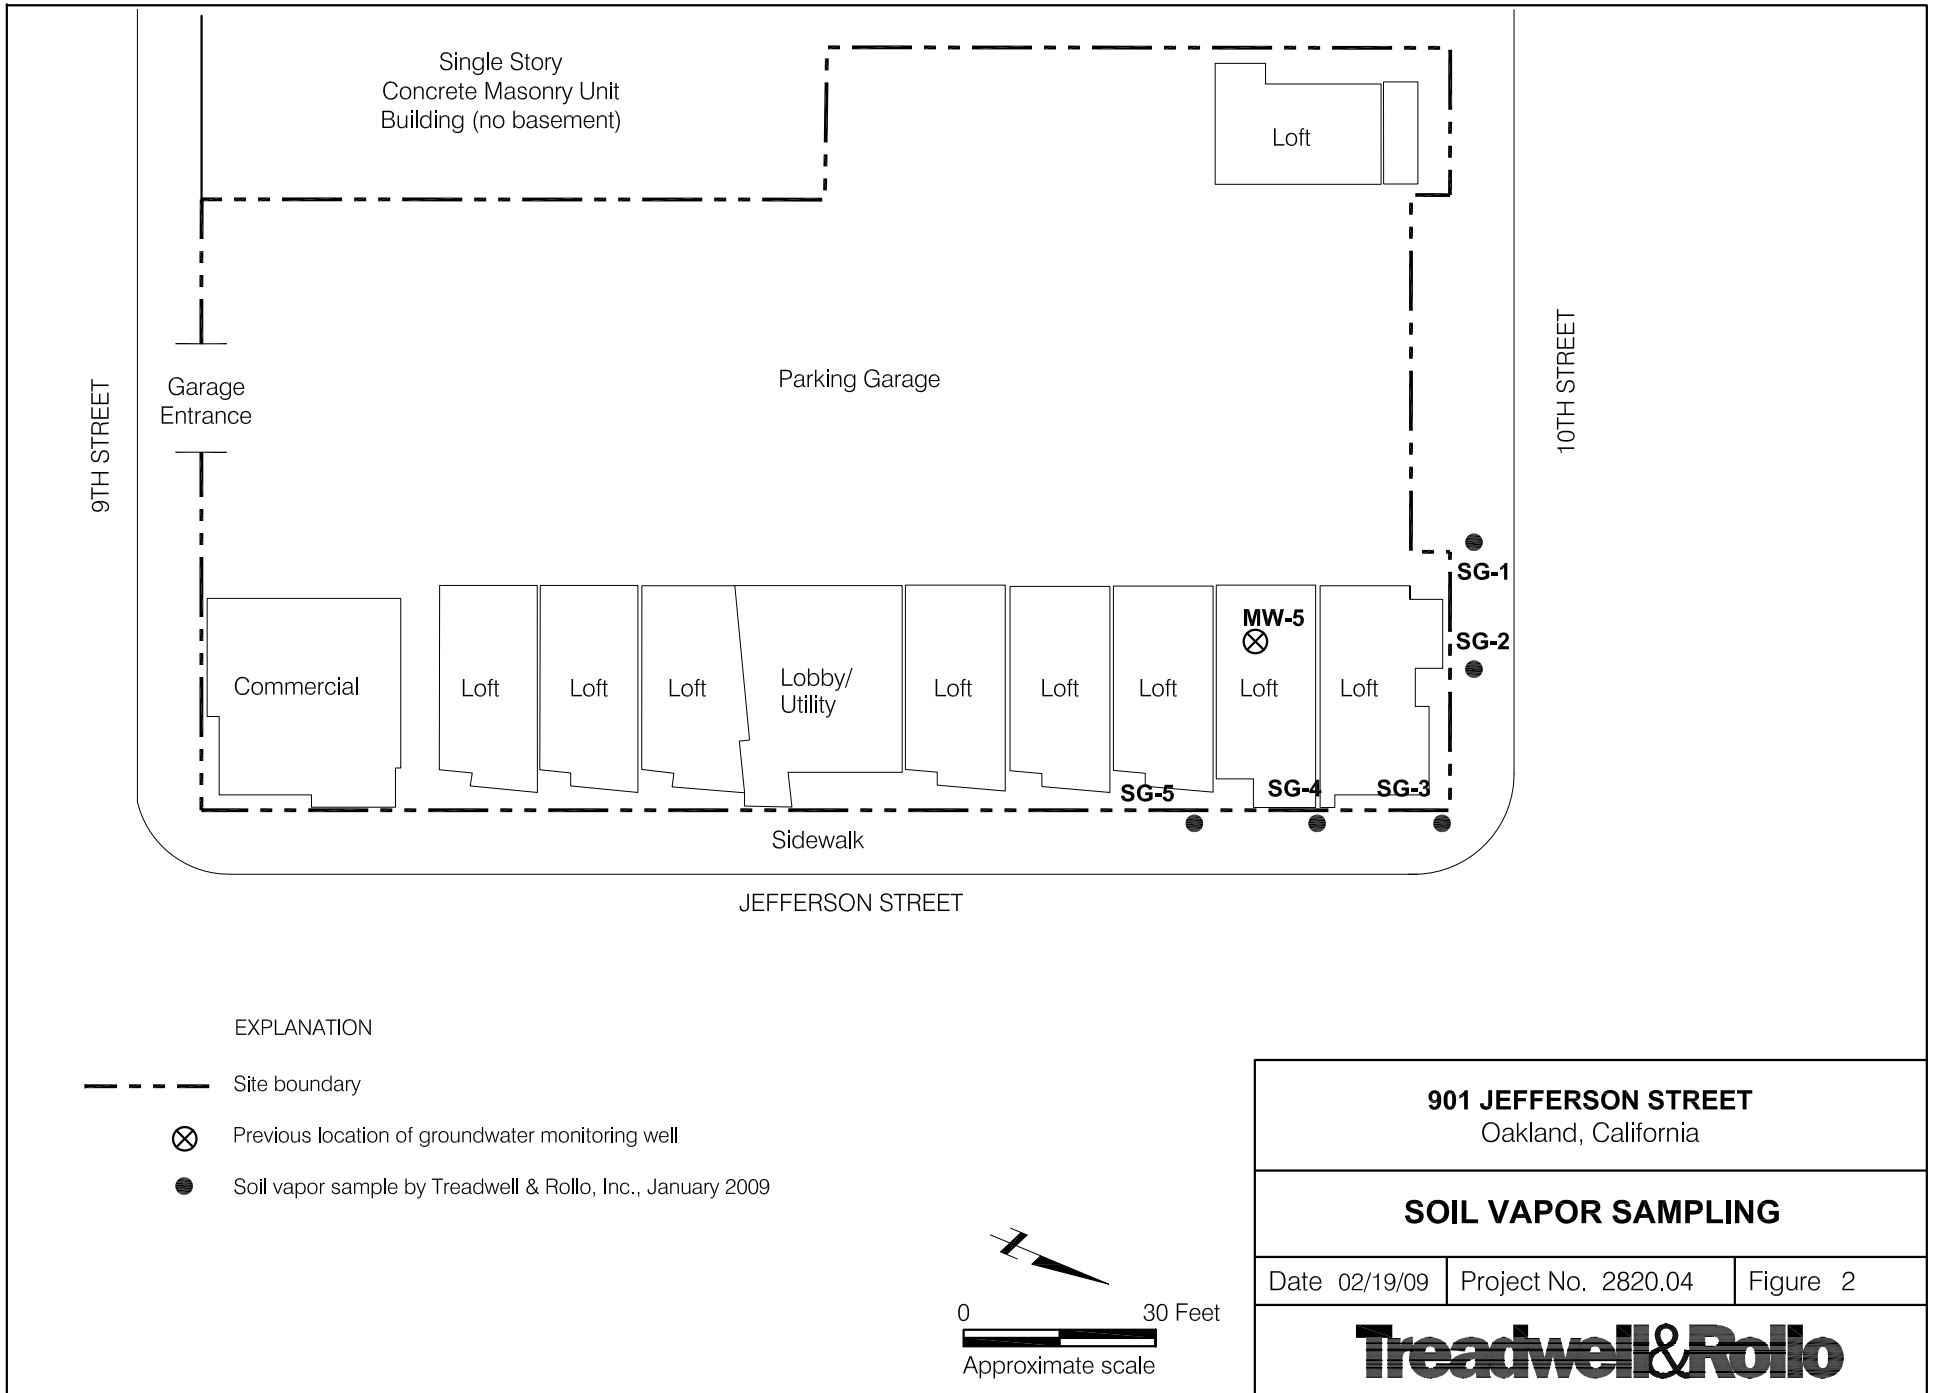 Single Story
Concrete Masonry Unit
Building (no basement)
Loft
9TH STREET
Garage
Entrance
Parking Garage
10TH STREET
SG-1
MW-5
SG-2
Commercial
Loft
Loft
Loft
Lobby/
Utility
Loft
Loft
Loft
Loft
Loft
SG-5
SG-4
SG-3
Sidewalk
JEFFERSON STREET
EXPLANATION
Site boundary
Previous location of groundwater monitoring well
Soil vapor sample by Treadwell & Rollo, Inc., January 2009
0 30 Feet
Approximate scale
901 JEFFERSON STREET
Oakland, California
SOIL VAPOR SAMPLING
Date 02/19/09 Project No. 2820.04 Figure 2
Treadwell&Rollo